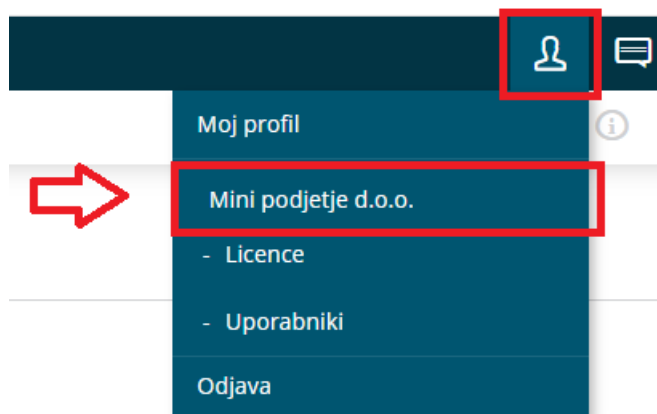 Moj profil
Mini podjetje d.o.o.
- Licence
- Uporabniki
Odjava